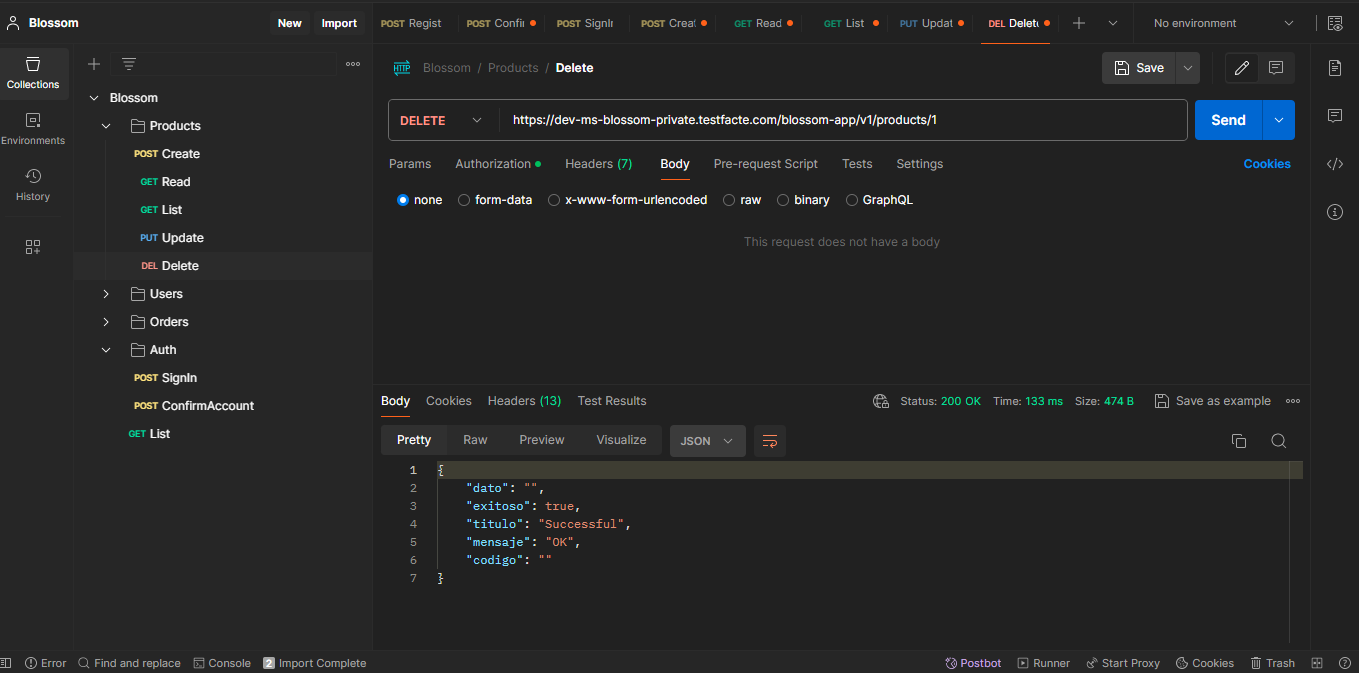 Blossom
New
Import
POST Regist
POST Confir
POST SignIn
POST Creat
GET Read
GET List
PUT Updat
DEL Delete
No environment
Collections
Environments
History
Blossom
Products
POST Create
GET Read
GET List
PUT Update
DEL Delete
Users
Orders
Auth
POST SignIn
POST ConfirmAccount
GET List
HTTP Blossom / Products / Delete
Save
DELETE https://dev-ms-blossom-private.testfacte.com/blossom-app/v1/products/1
Send
Params Authorization Headers (7) Body Pre-request Script Tests Settings Cookies
none form-data x-www-form-urlencoded raw binary GraphQL
This request does not have a body
Body Cookies Headers (13) Test Results
Status: 200 OK Time: 133 ms Size: 474 B Save as example
Pretty Raw Preview Visualize JSON
1 {
2 "dato": "",
3 "exitoso": true,
4 "titulo": "Successful",
5 "mensaje": "OK",
6 "codigo": ""
7 }
Error Find and replace Console 2 Import Complete
Postbot Runner Start Proxy Cookies Trash